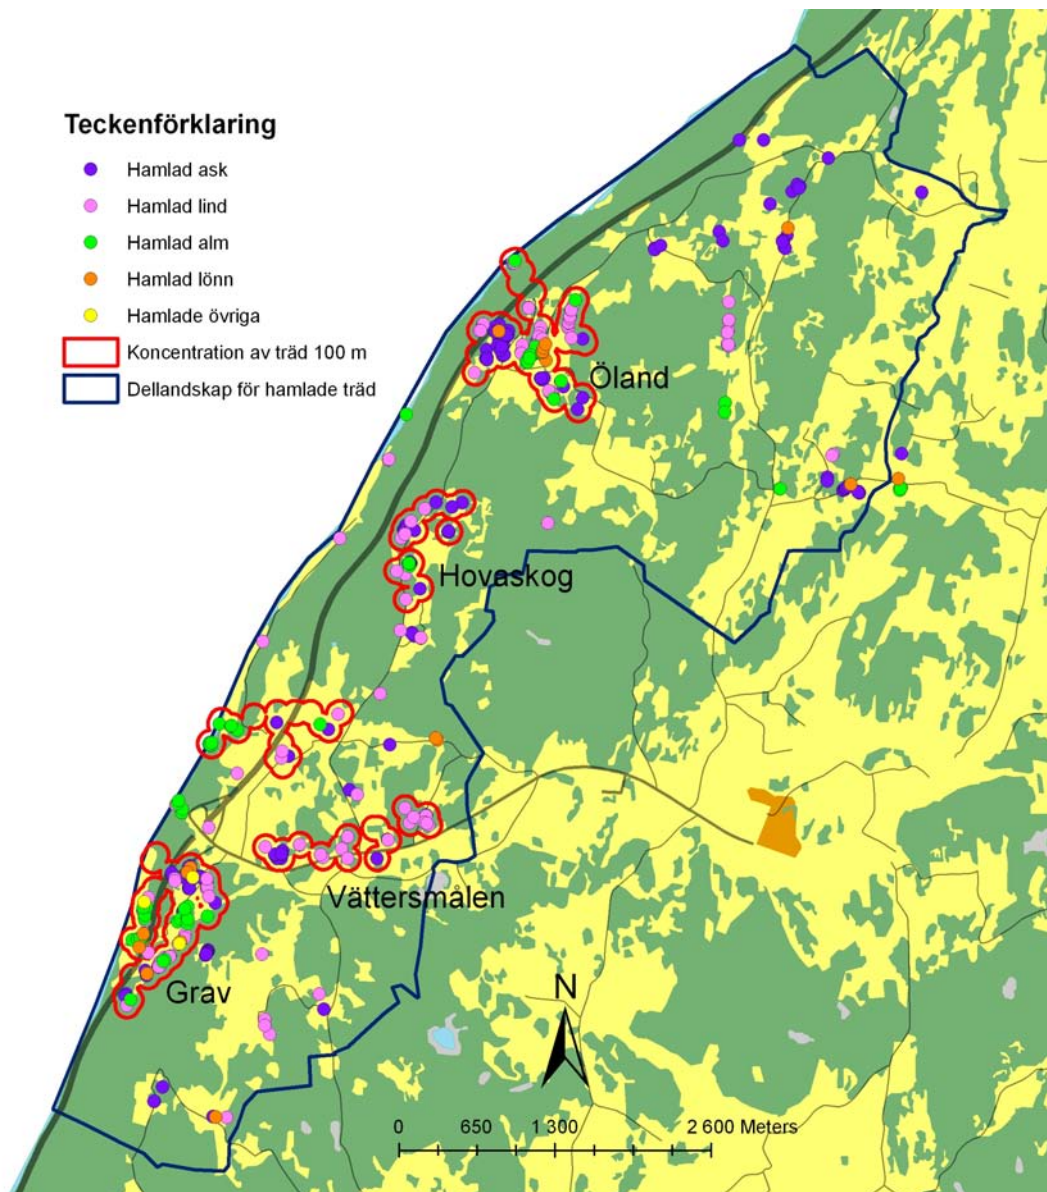 Teckenförklaring
Hamlad ask
Hamlad lind
Hamlad alm
Hamlad lönn
Hamlade övriga
Koncentration av träd 100 m
Dellandskap för hamlade träd
Öland
Hovaskog
Vättersmålen
Grav
N
0 650 1 300 2 600 Meters